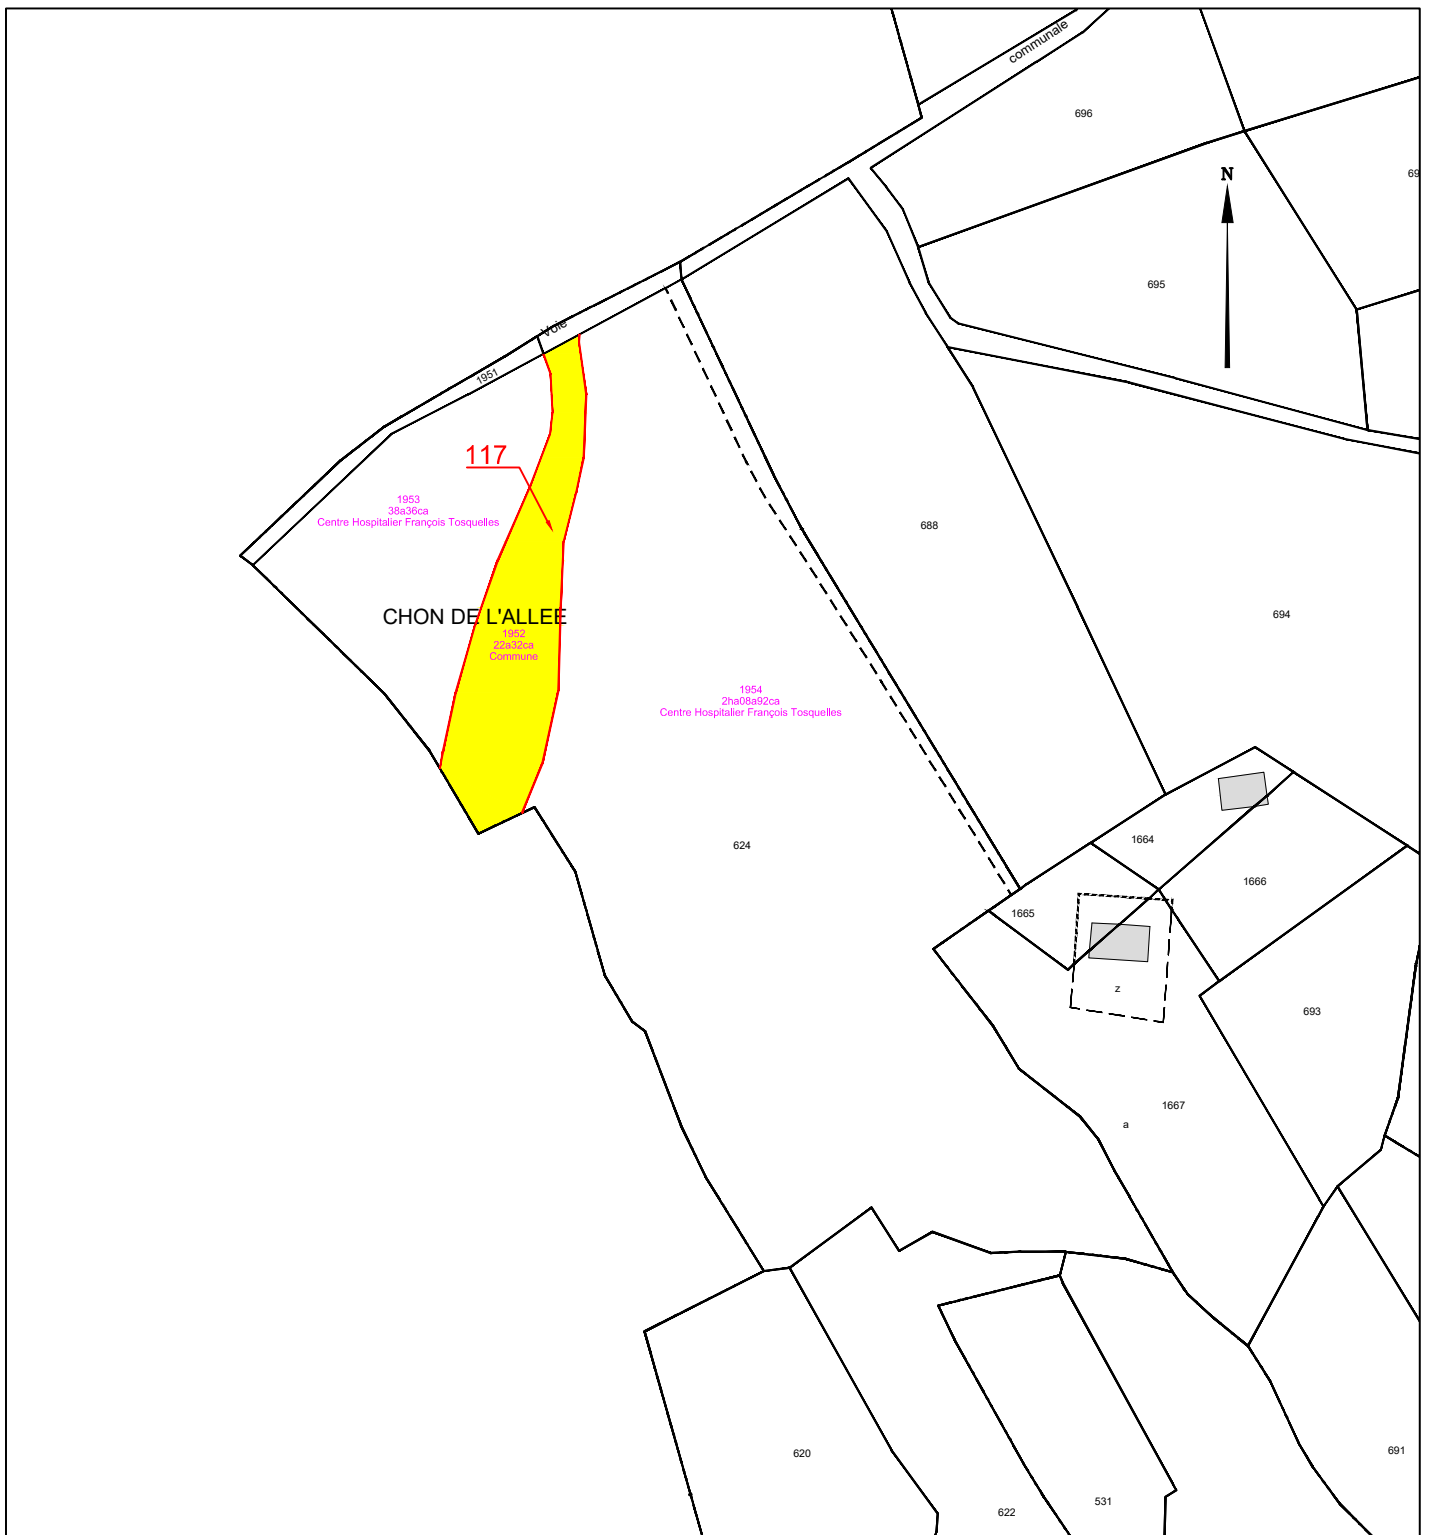 communale
696
N
69
695
Voie
1951
117
1953
38a36ca
Centre Hospitalier François Tosquelles
688
CHON DE L'ALLEE
1952
22a32ca
Commune
694
1954
2ha08a92ca
Centre Hospitalier François Tosquelles
624
1664
1666
1665
z
693
1667
a
620
691
622
531